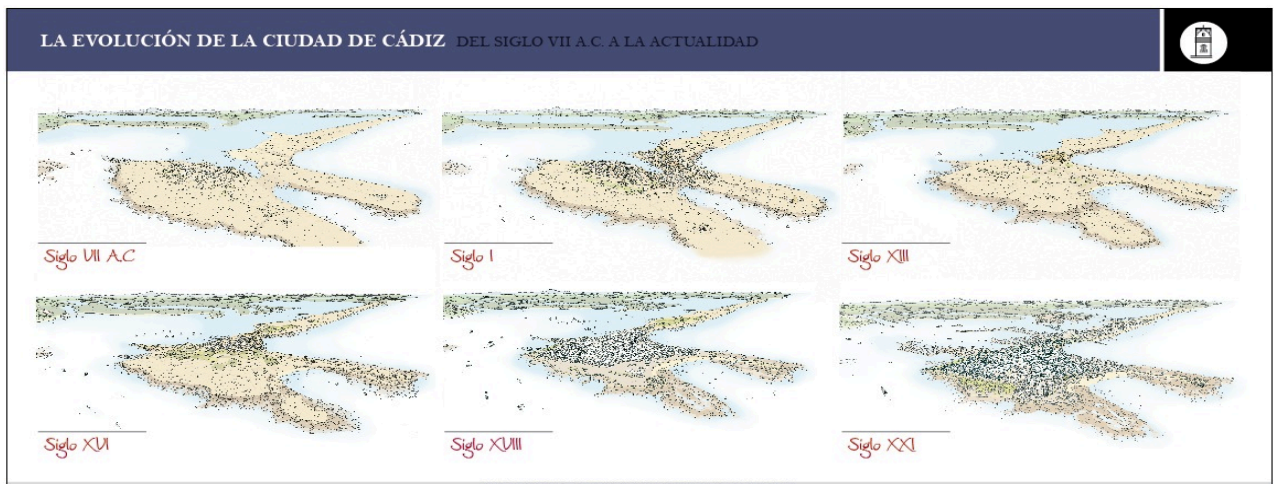 LA EVOLUCIÓN DE LA CIUDAD DE CÁDIZ DEL SIGLO VII A.C. A LA ACTUALIDAD
Siglo VII A.C
Siglo I
Siglo XIII
Siglo XVI
Siglo XVIII
Siglo XXI